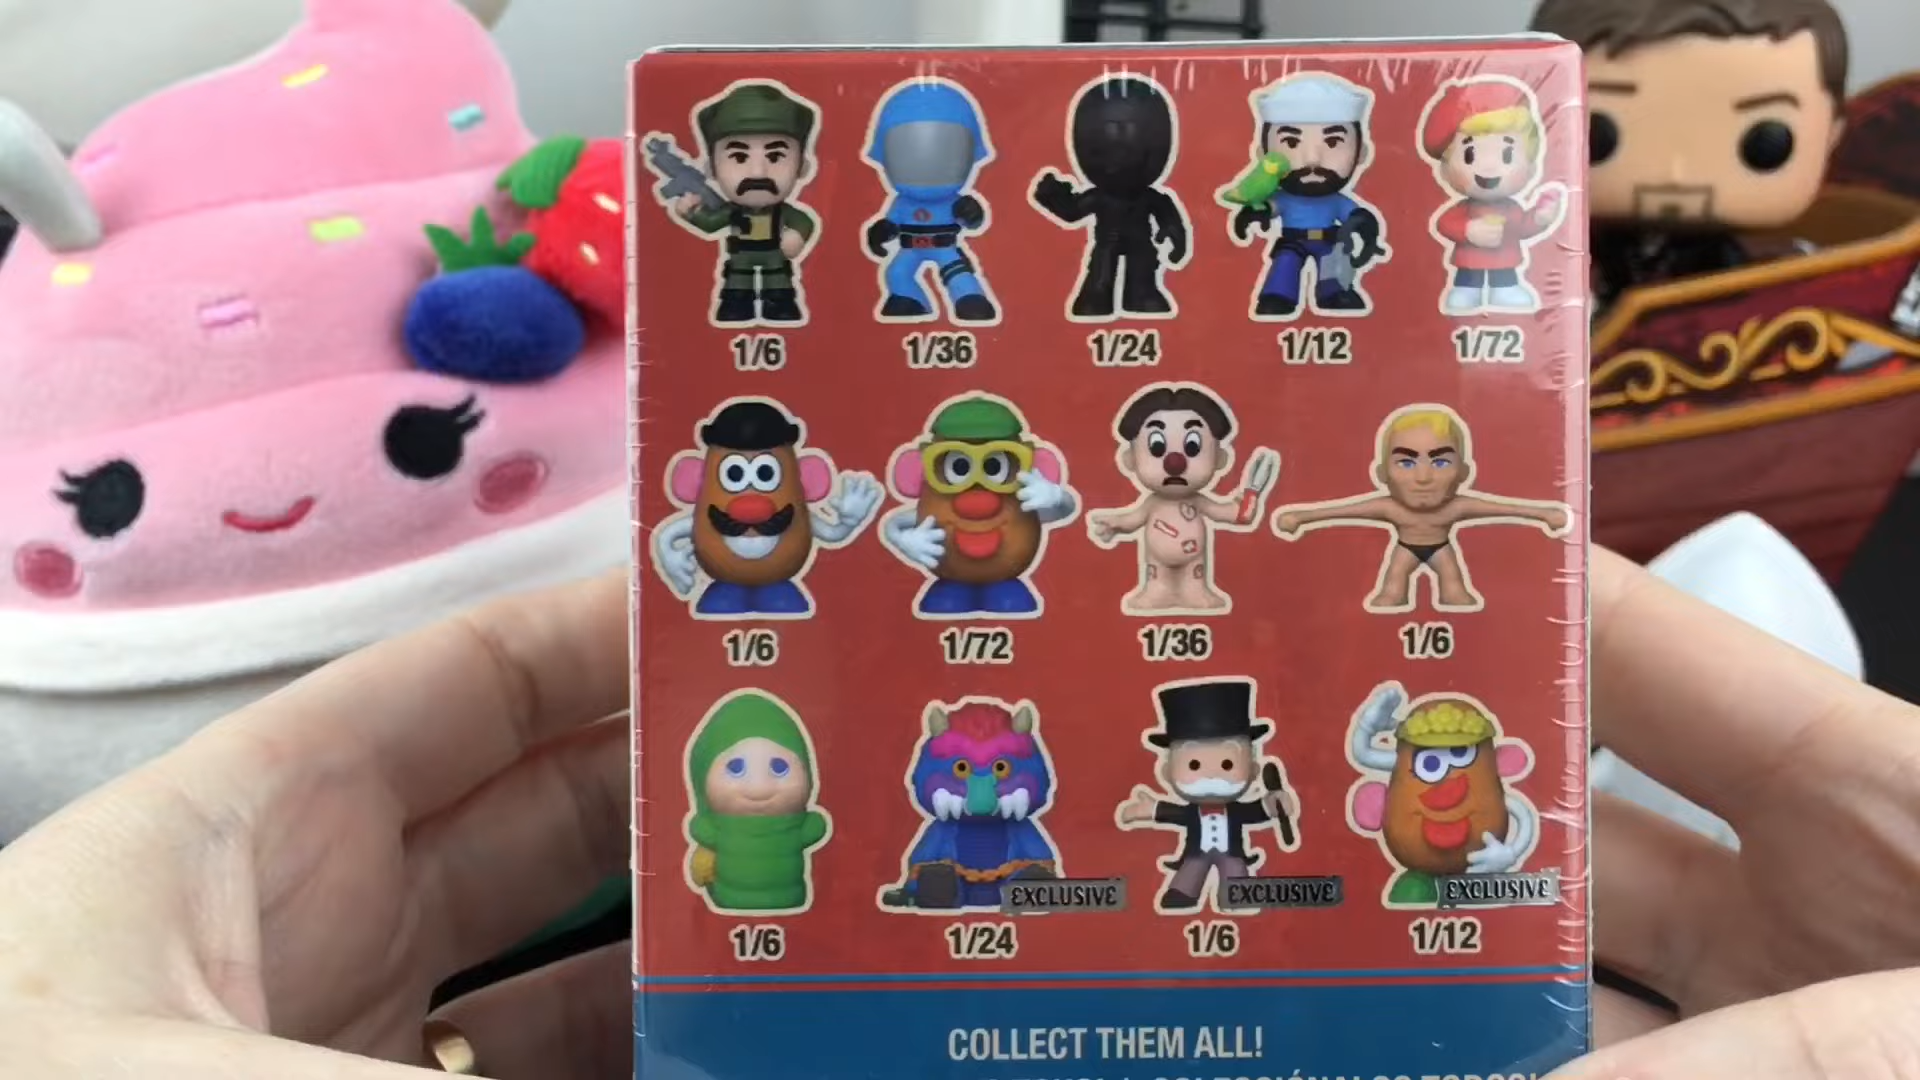 1/6 1/36 1/24 1/12 1/72
1/6 1/72 1/36 1/6
EXCLUSIVE EXCLUSIVE EXCLUSIVE
1/6 1/24 1/6 1/12
COLLECT THEM ALL!